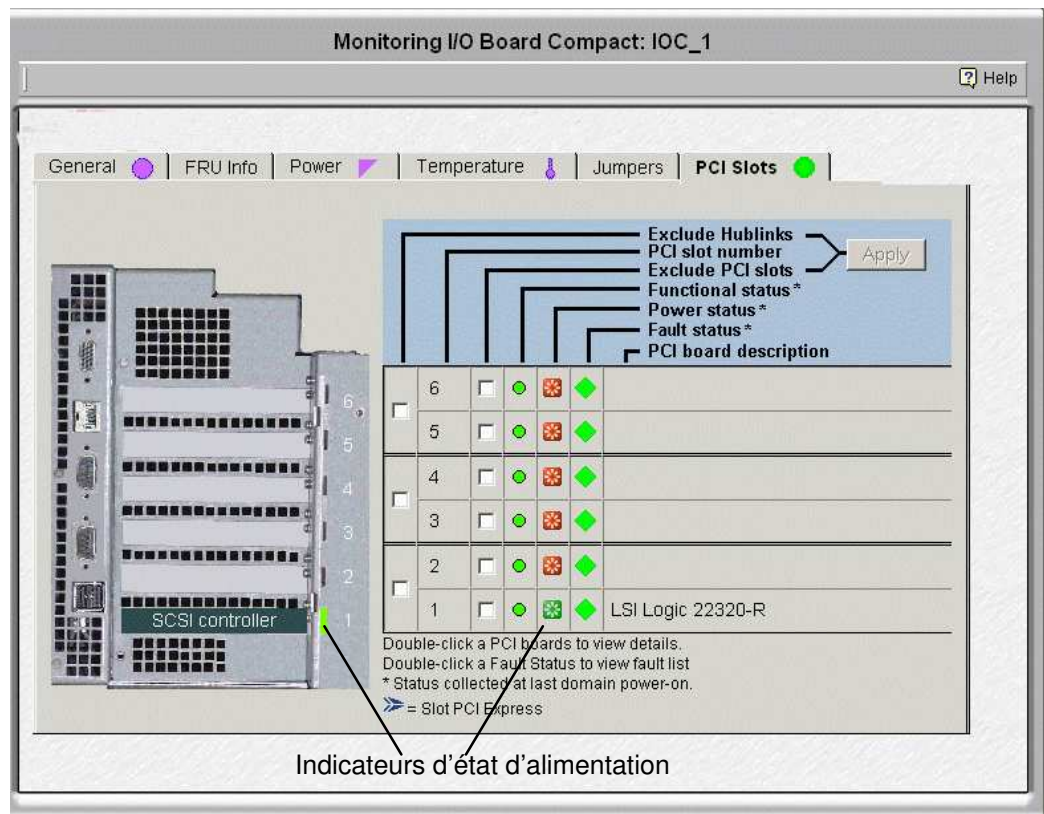 Monitoring I/O Board Compact: IOC_1
Help
General
FRU Info
Power
Temperature
Jumpers
PCI Slots
Exclude Hublinks
PCI slot number
Exclude PCI slots
Functional status*
Power status*
Fault status*
PCI board description
Apply
6
5
4
3
2
1
SCSI controller
6
5
4
3
2
1 LSI Logic 22320-R
Double-click a PCI boards to view details.
Double-click a Fault Status to view fault list
* Status collected at last domain power-on.
= Slot PCI Express
Indicateurs d'état d'alimentation